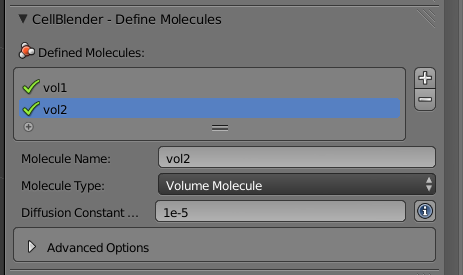 CellBlender - Define Molecules
Defined Molecules:
vol1
vol2
Molecule Name: vol2
Molecule Type: Volume Molecule
Diffusion Constant ... 1e-5
Advanced Options